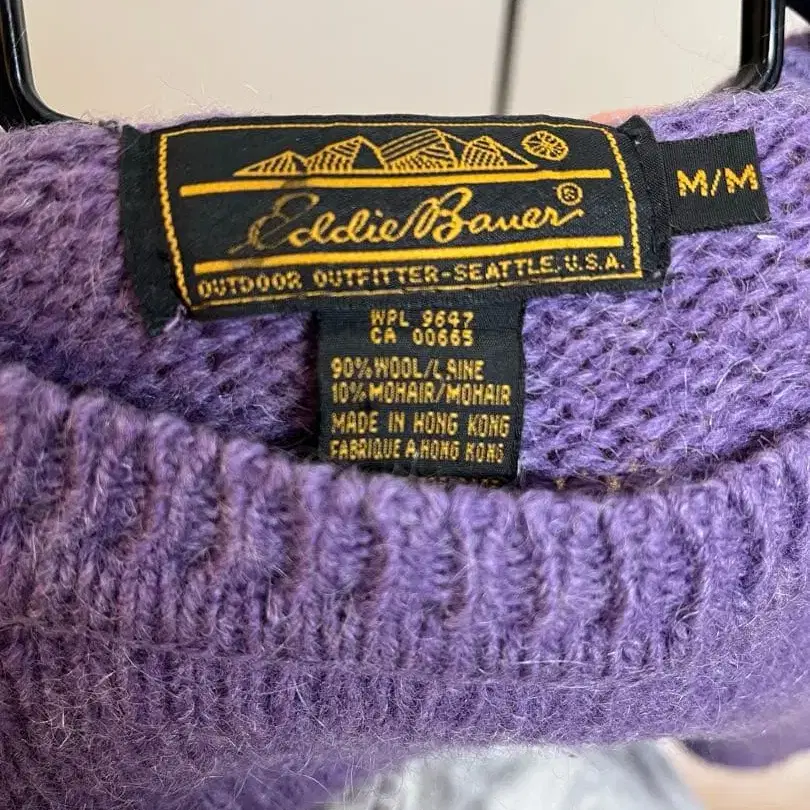 Eddie Bauer®
OUTDOOR OUTFITTER-SEATTLE, U.S.A.
M/M
WPL 9647
CA 00665
90% WOOL/LAINE
10% MOHAIR/MOHAIR
MADE IN HONG KONG
FABRIQUE A HONG KONG